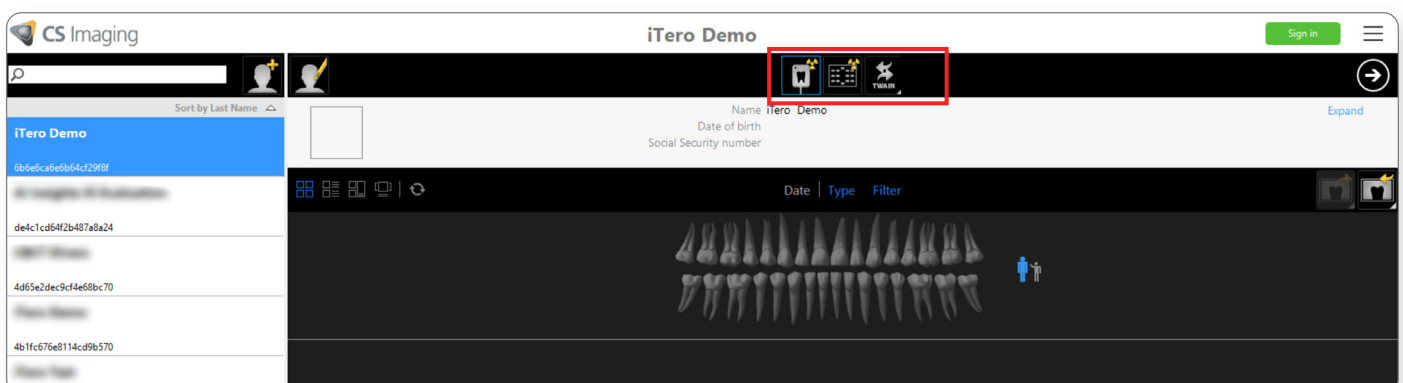 CS Imaging
iTero Demo
Sign in
TWAIN
Sort by Last Name
iTero Demo
6b6e6ca6e6b64cf29f8f
de4c1cd64f2b487a8a24
4d65e2dec9cf4e68bc70
4b1fc676e8114cd9b570
Name iTero Demo
Expand
Date of birth
Social Security number
Date | Type Filter